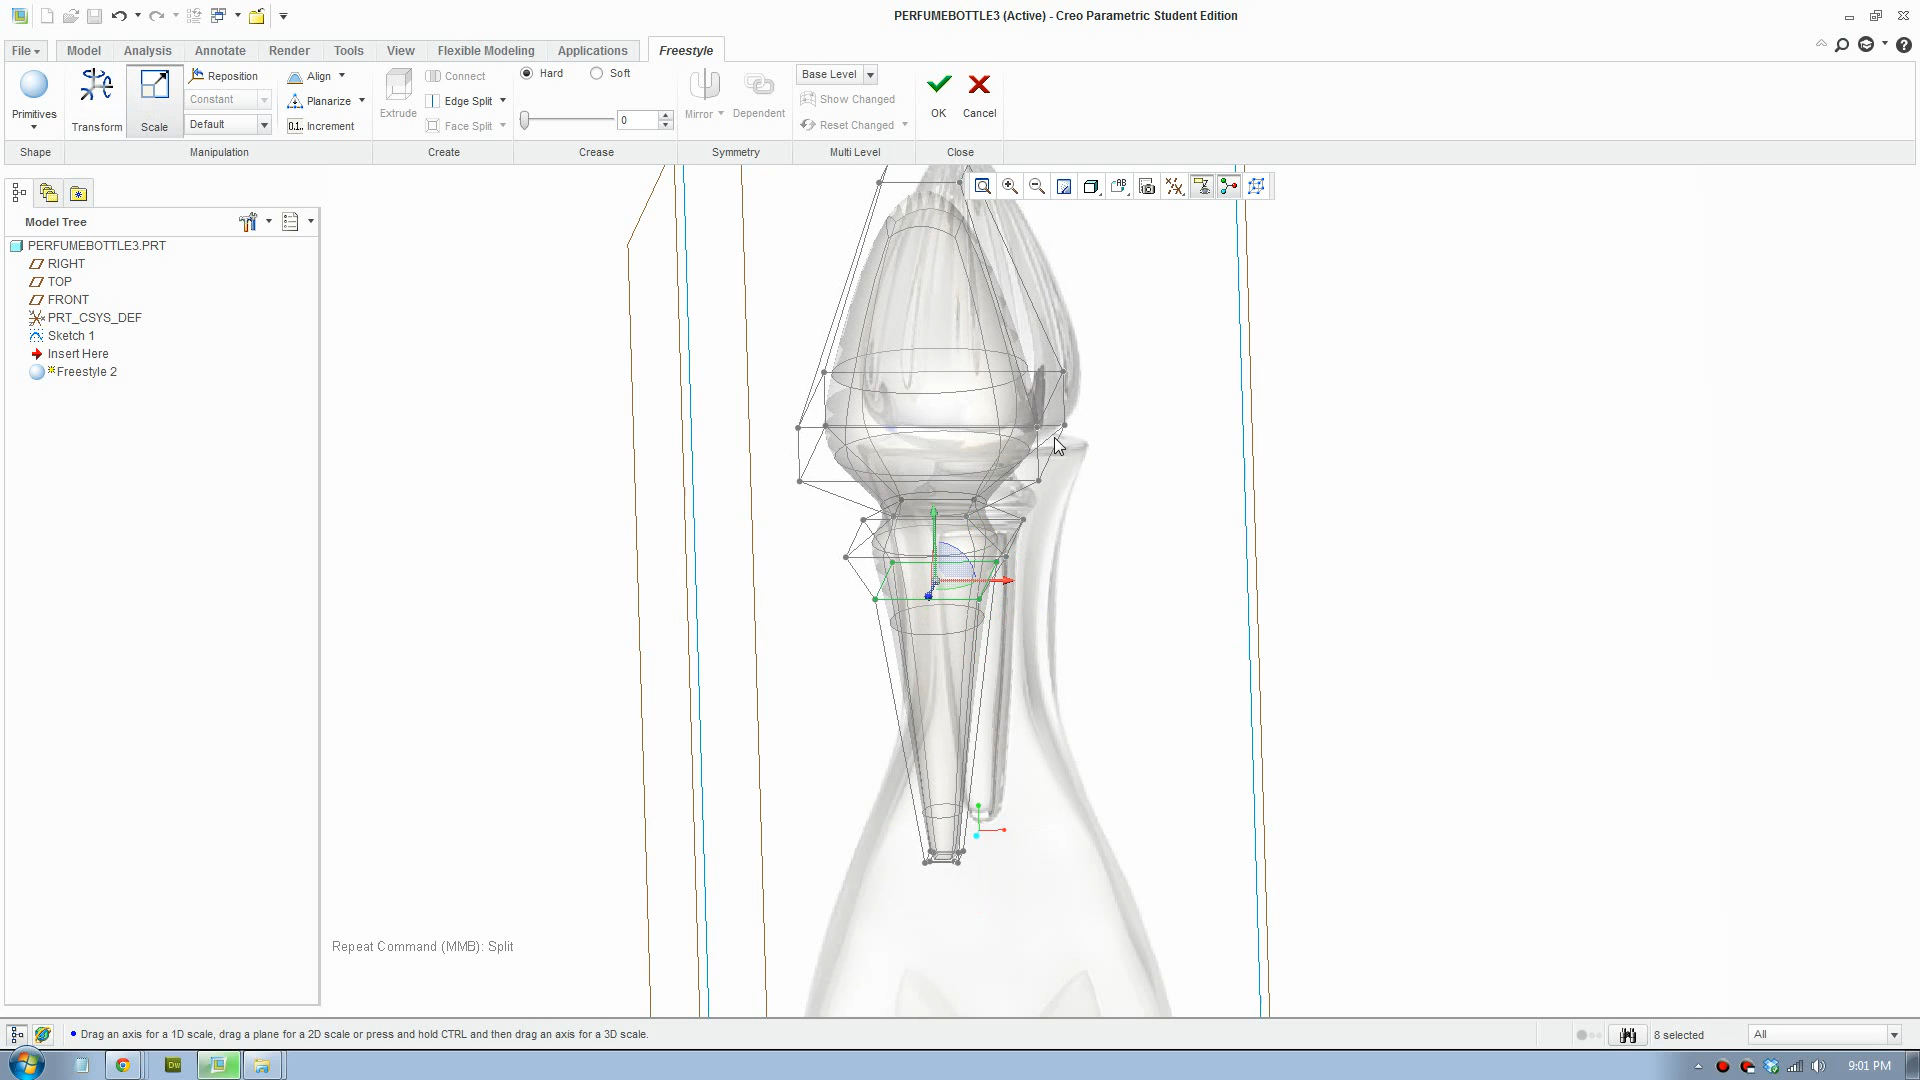 PERFUMEBOTTLE3 (Active) - Creo Parametric Student Edition
File Model Analysis Annotate Render Tools View Flexible Modeling Applications Freestyle
Primitives
Transform
Scale
Reposition
Constant
Default
Align
Planarize
0.1.. Increment
Extrude
Connect
Edge Split
Face Split
Hard Soft
0
Mirror
Dependent
Base Level
Show Changed
Reset Changed
OK
Cancel
Shape Manipulation Create Crease Symmetry Multi Level Close
Model Tree
PERFUMEBOTTLE3.PRT
RIGHT
TOP
FRONT
PRT_CSYS_DEF
Sketch 1
Insert Here
Freestyle 2
Repeat Command (MMB): Split
Drag an axis for a 1D scale, drag a plane for a 2D scale or press and hold CTRL and then drag an axis for a 3D scale.
8 selected
All
Dw
9:01 PM